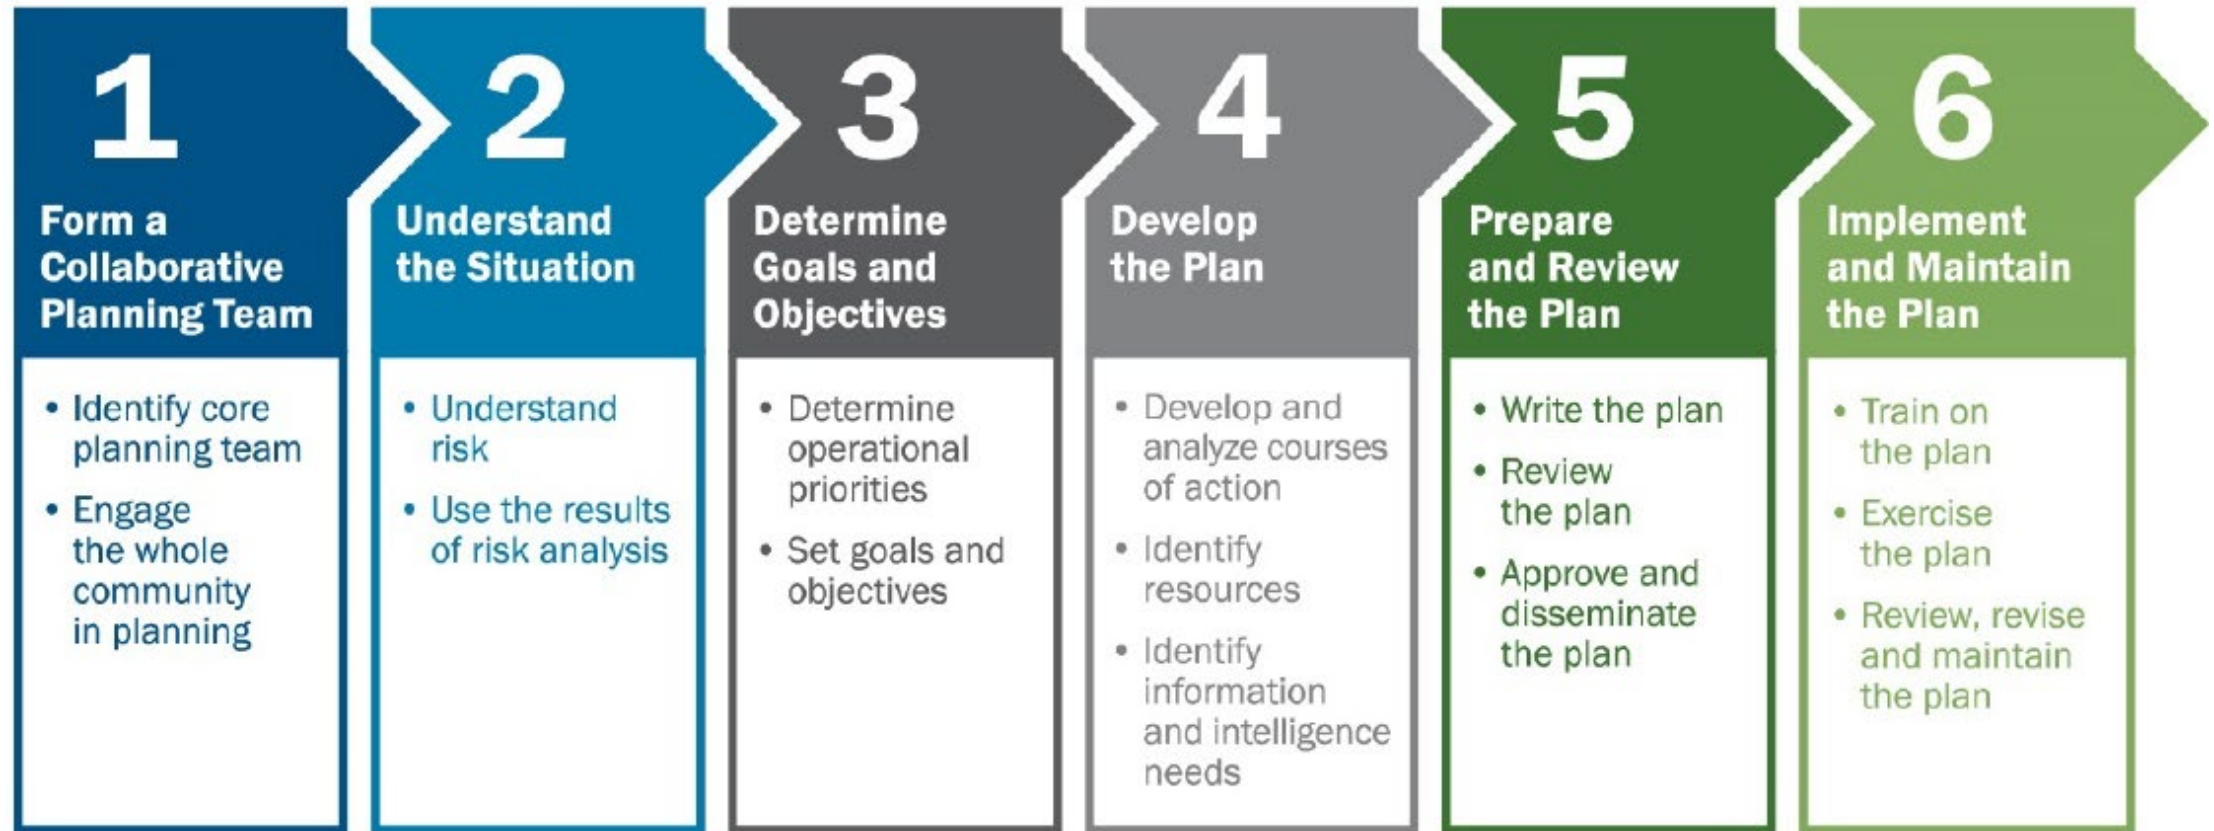 1
Form a
Collaborative
Planning Team
• Identify core
planning team
• Engage
the whole
community
in planning
2
Understand
the Situation
• Understand
risk
• Use the results
of risk analysis
3
Determine
Goals and
Objectives
• Determine
operational
priorities
• Set goals and
objectives
4
Develop
the Plan
• Develop and
analyze courses
of action
• Identify
resources
• Identify
information
and intelligence
needs
5
Prepare
and Review
the Plan
• Write the plan
• Review
the plan
• Approve and
disseminate
the plan
6
Implement
and Maintain
the Plan
• Train on
the plan
• Exercise
the plan
• Review, revise
and maintain
the plan